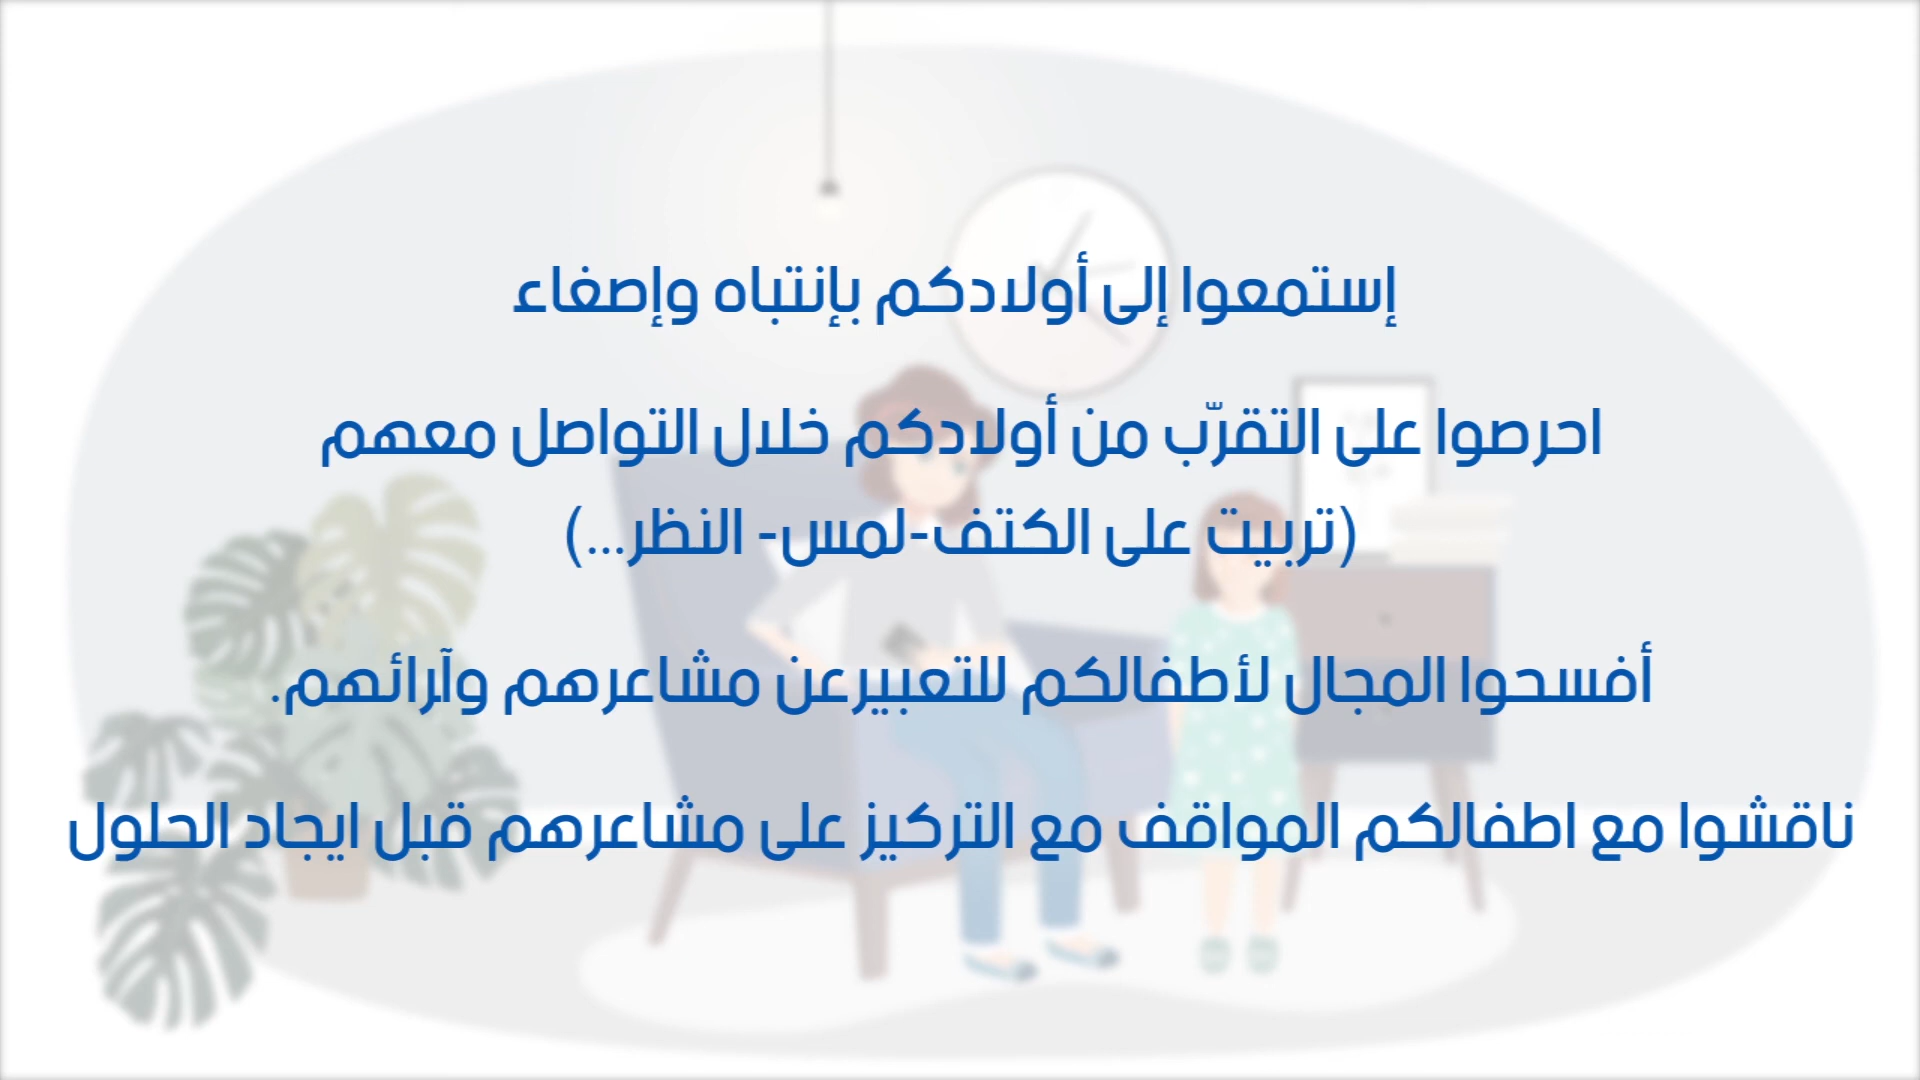 إستمعوا إلى أولادكم بإنتباه وإصغاء
احرصوا على التقرّب من أولادكم خلال التواصل معهم
(تربيت على الكتف-لمس- النظر...)
أفسحوا المجال لأطفالكم للتعبيرعن مشاعرهم وآرائهم.
ناقشوا مع اطفالكم المواقف مع التركيز على مشاعرهم قبل ايجاد الحلول